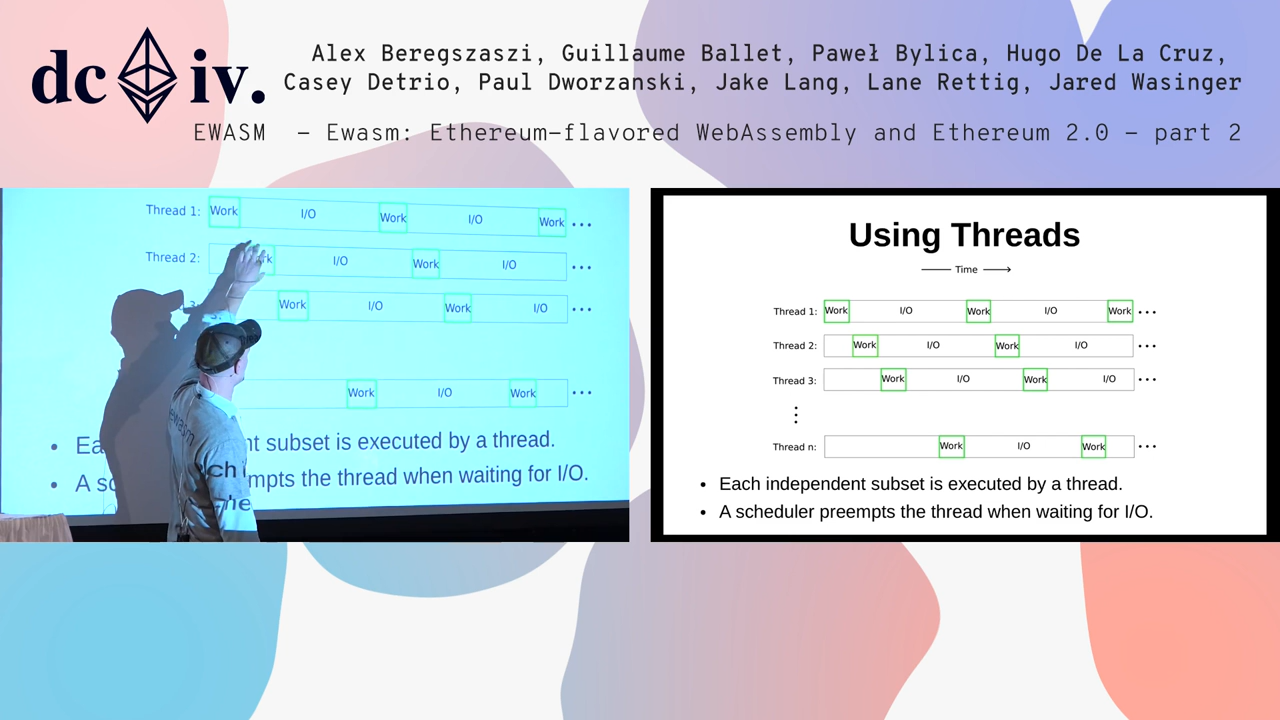 dc iv.
Alex Beregszaszi, Guillaume Ballet, Paweł Bylica, Hugo De La Cruz,
Casey Detrio, Paul Dworzanski, Jake Lang, Lane Rettig, Jared Wasinger
EWASM – Ewasm: Ethereum-flavored WebAssembly and Ethereum 2.0 – part 2
Thread 1: Work I/O Work I/O Work ...
Thread 2: I/O Work I/O ...
Work I/O Work I/O ...
Work I/O Work ...
• subset is executed by a thread.
• the thread when waiting for I/O.
ewasm
Using Threads
Time
Thread 1: Work I/O Work I/O Work ...
Thread 2: Work I/O Work I/O ...
Thread 3: Work I/O Work I/O ...
Thread n: Work I/O Work ...
• Each independent subset is executed by a thread.
• A scheduler preempts the thread when waiting for I/O.